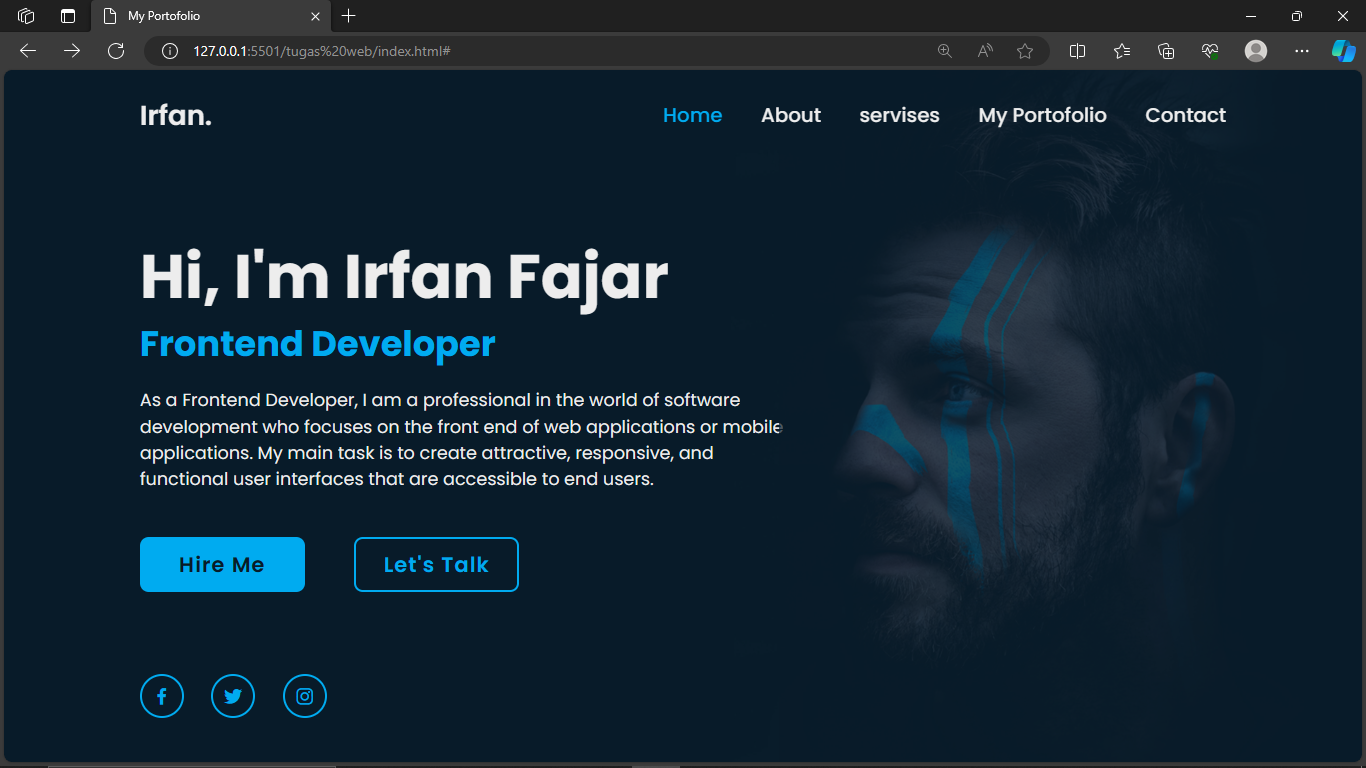 My Portofolio
127.0.0.1:5501/tugas%20web/index.html#
Irfan.
Home About servises My Portofolio Contact
Hi, I'm Irfan Fajar
Frontend Developer
As a Frontend Developer, I am a professional in the world of software
development who focuses on the front end of web applications or mobile
applications. My main task is to create attractive, responsive, and
functional user interfaces that are accessible to end users.
Hire Me Let's Talk